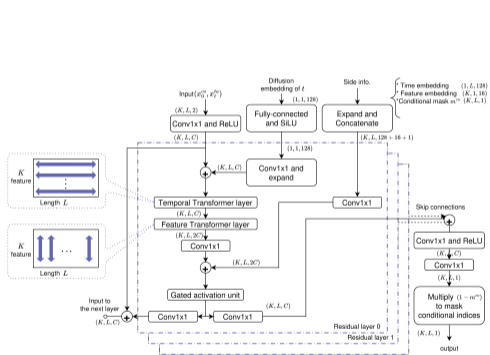 Diffusion
embedding of t
Side info.
* Time embedding (1, L, 128)
* Feature embedding (K, 1, 16)
*Conditional mask m^co (K, L, 1)
Input(x_0^co, x_t^ta)
(K, L, 2)
(1, 1, 128)
Conv1x1 and ReLU
Fully-connected
and SiLU
Expand and
Concatenate
(K, L, C)
(K, L, 128 + 16 + 1)
(1, 1, 128)
(K, L, C)
Conv1x1 and
expand
K
feature
Length L
Temporal Transformer layer
Conv1x1
(K, L, C)
Feature Transformer layer
(K, L, 2C)
Conv1x1
Skip connections
Conv1x1 and ReLU
K
feature
...
Length L
(K, L, 2C)
(K, L, C)
Conv1x1
(K, L, 1)
Gated activation unit
Input to
the next layer
(K, L, C)
(K, L, C)
Conv1x1
Conv1x1
Multiply (1 − m^co)
to mask
conditional indices
Residual layer 0
Residual layer 1
(K, L, 1)
output